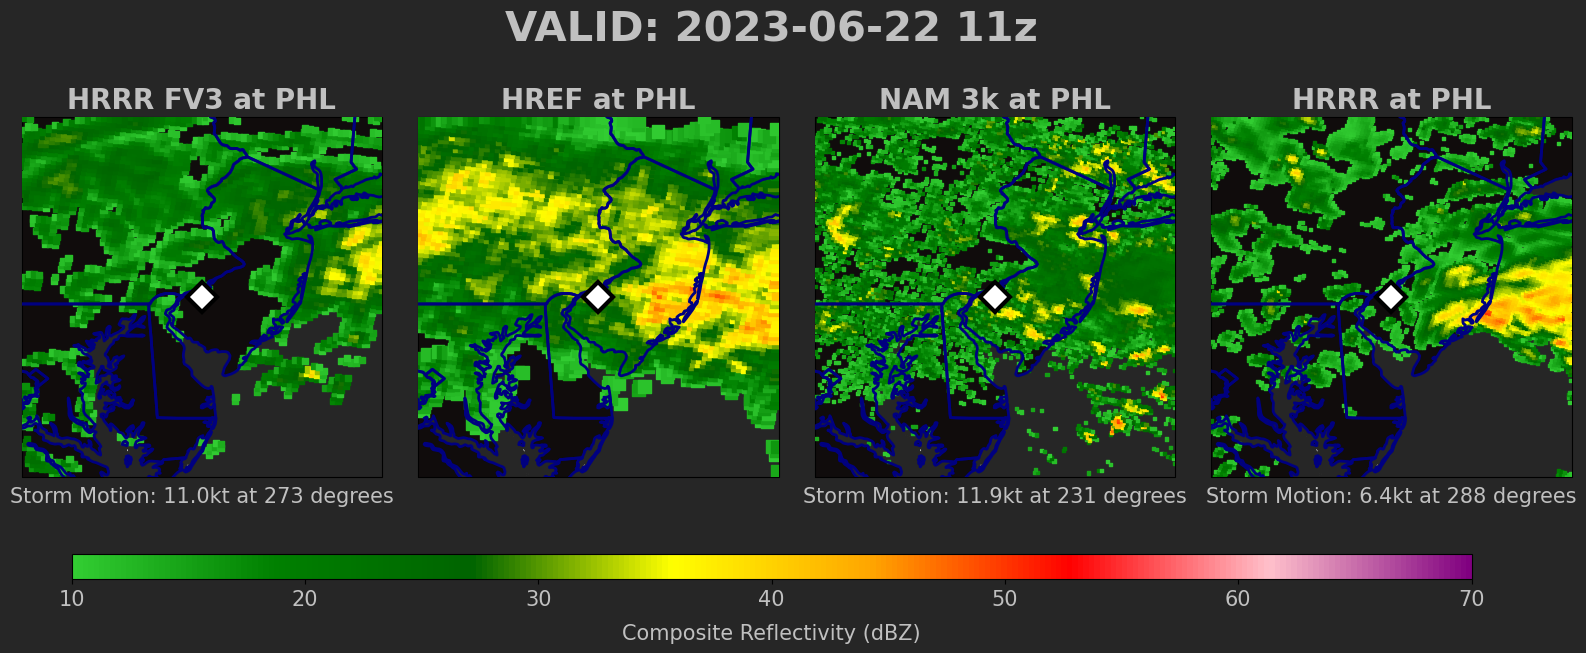 VALID: 2023-06-22 11z
HRRR FV3 at PHL
HREF at PHL
NAM 3k at PHL
HRRR at PHL
Storm Motion: 11.0kt at 273 degrees
Storm Motion: 11.9kt at 231 degrees
Storm Motion: 6.4kt at 288 degrees
10 20 30 40 50 60 70
Composite Reflectivity (dBZ)